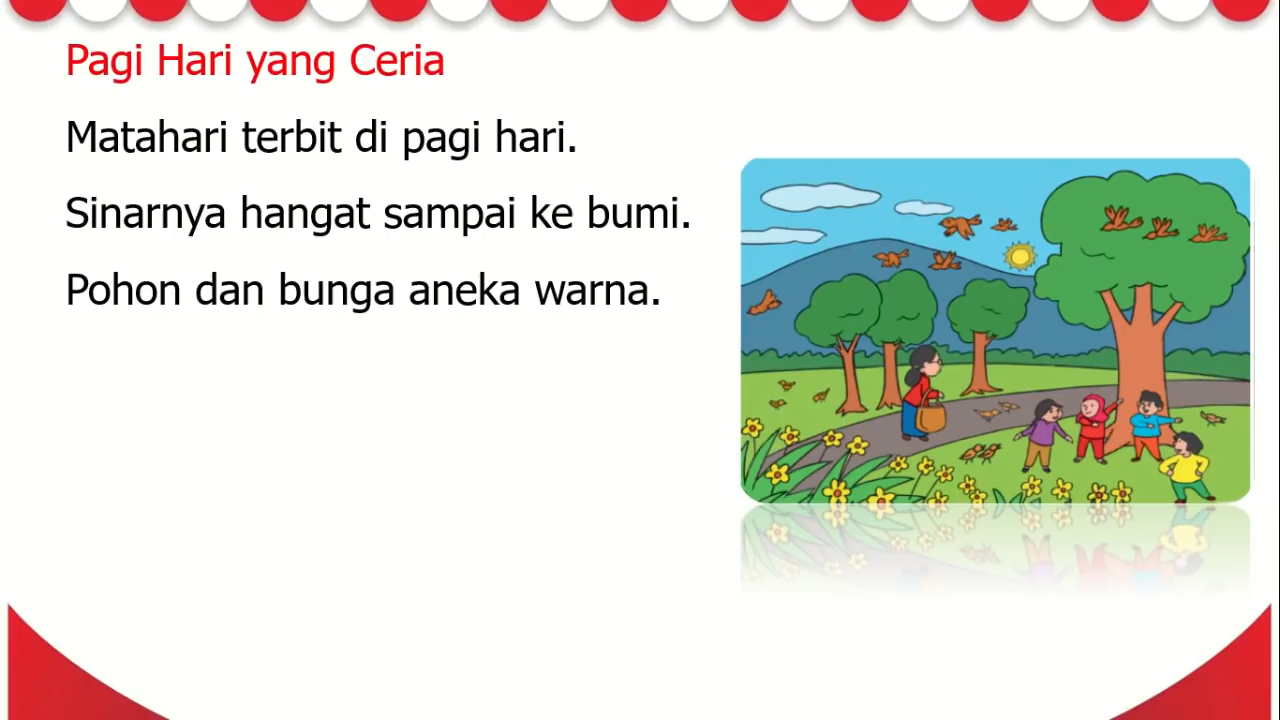 Pagi Hari yang Ceria
Matahari terbit di pagi hari.
Sinarnya hangat sampai ke bumi.
Pohon dan bunga aneka warna.